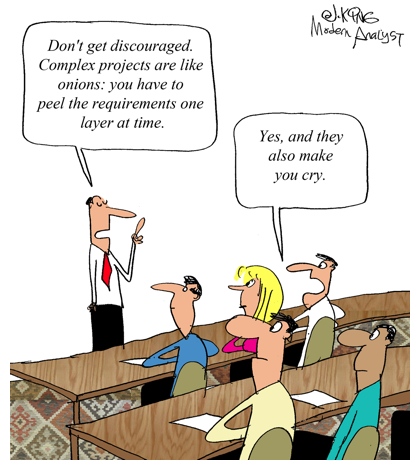 @J.KING
Modern Analyst
Don't get discouraged.
Complex projects are like
onions: you have to
peel the requirements one
layer at time.
Yes, and they
also make
you cry.